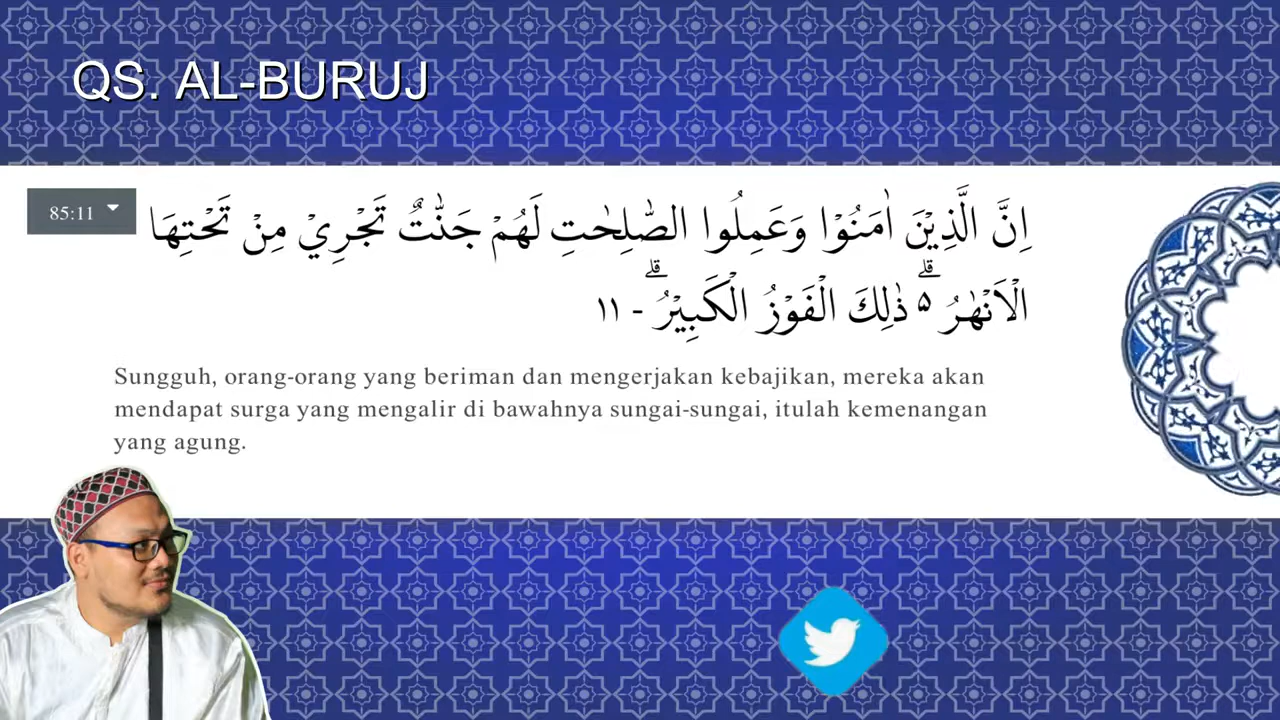 QS. AL-BURUJ
85:11
اِنَّ الَّذِيْنَ اٰمَنُوْا وَعَمِلُوا الصّٰلِحٰتِ لَهُمْ جَنّٰتٌ تَجْرِيْ مِنْ تَحْتِهَا
الْاَنْهٰرُ ۗ ەۗ ذٰلِكَ الْفَوْزُ الْكَبِيْرُۗ - ١١
Sungguh, orang-orang yang beriman dan mengerjakan kebajikan, mereka akan
mendapat surga yang mengalir di bawahnya sungai-sungai, itulah kemenangan
yang agung.